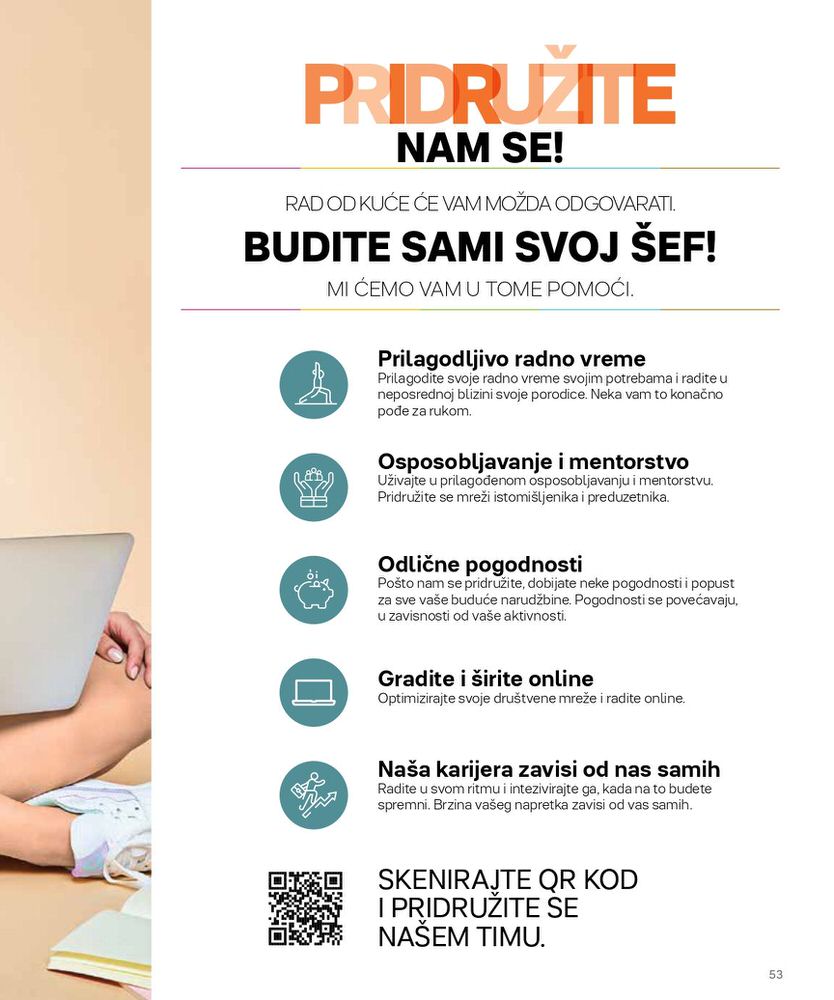 PRIDRUŽITE
NAM SE!
RAD OD KUĆE ĆE VAM MOŽDA ODGOVARATI.
BUDITE SAMI SVOJ ŠEF!
MI ĆEMO VAM U TOME POMOĆI.
Prilagodljivo radno vreme
Prilagodite svoje radno vreme svojim potrebama i radite u
neposrednoj blizini svoje porodice. Neka vam to konačno
pođe za rukom.
Osposobljavanje i mentorstvo
Uživajte u prilagođenom osposobljavanju i mentorstvu.
Pridružite se mreži istomišljenika i preduzetnika.
Odlične pogodnosti
Pošto nam se pridružite, dobijate neke pogodnosti i popust
za sve vaše buduće narudžbine. Pogodnosti se povećavaju,
u zavisnosti od vaše aktivnosti.
Gradite i širite online
Optimizirajte svoje društvene mreže i radite online.
Naša karijera zavisi od nas samih
Radite u svom ritmu i intezivirajte ga, kada na to budete
spremni. Brzina vašeg napretka zavisi od vas samih.
SKENIRAJTE QR KOD
I PRIDRUŽITE SE
NAŠEM TIMU.
53